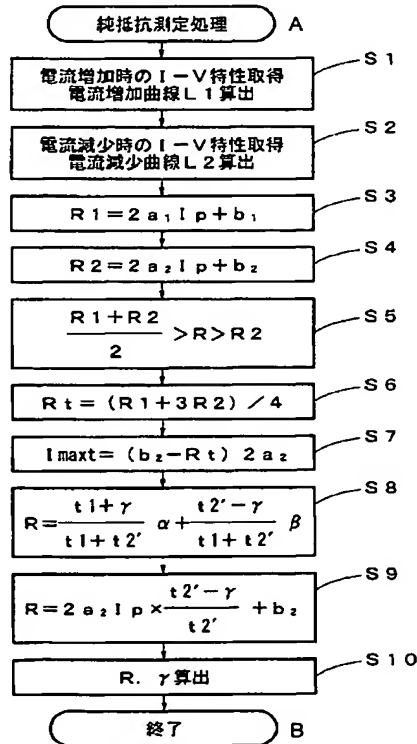 純抵抗測定処理 A
電流増加時のI－V特性取得
電流増加曲線L1算出
S1
電流減少時のI－V特性取得
電流減少曲線L2算出
S2
R1＝2a₁Ip＋b₁
S3
R2＝2a₂Ip＋b₂
S4
R1＋R2
2
＞R＞R2
S5
Rt＝(R1＋3R2)/4
S6
Imaxt＝(b₂－Rt) 2a₂
S7
R＝ t1＋γ / t1＋t2' α＋ t2'－γ / t1＋t2' β
S8
R＝2a₂Ip× t2'－γ / t2' ＋b₂
S9
R．γ算出
S10
終了 B